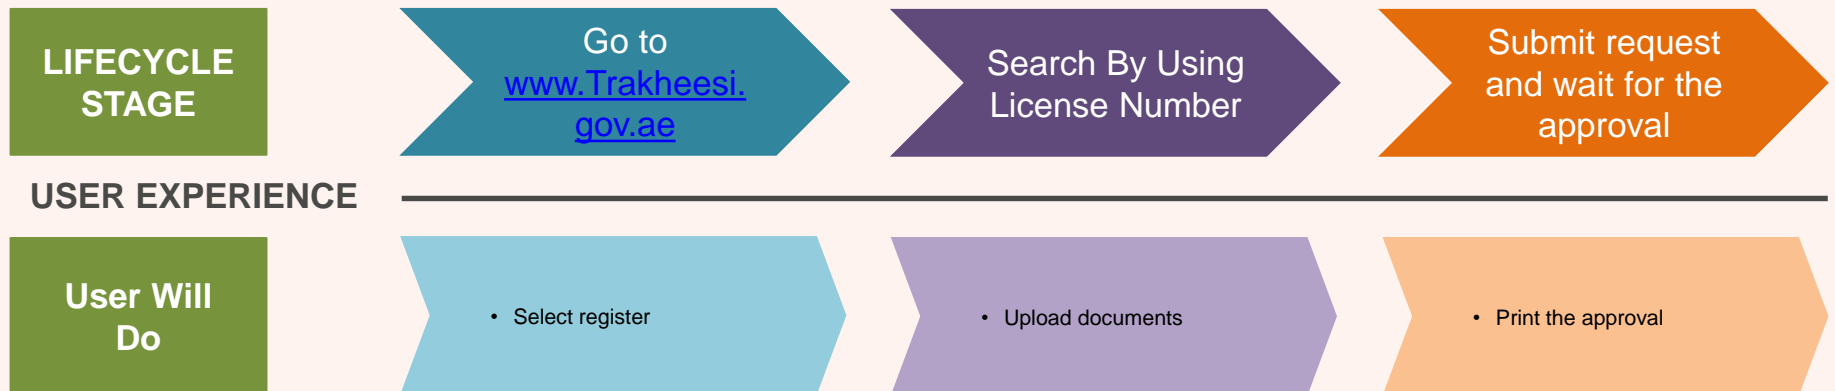 LIFECYCLE
STAGE
Go to
www.Trakheesi.
gov.ae
Search By Using
License Number
Submit request
and wait for the
approval
USER EXPERIENCE
User Will
Do
• Select register
• Upload documents
• Print the approval